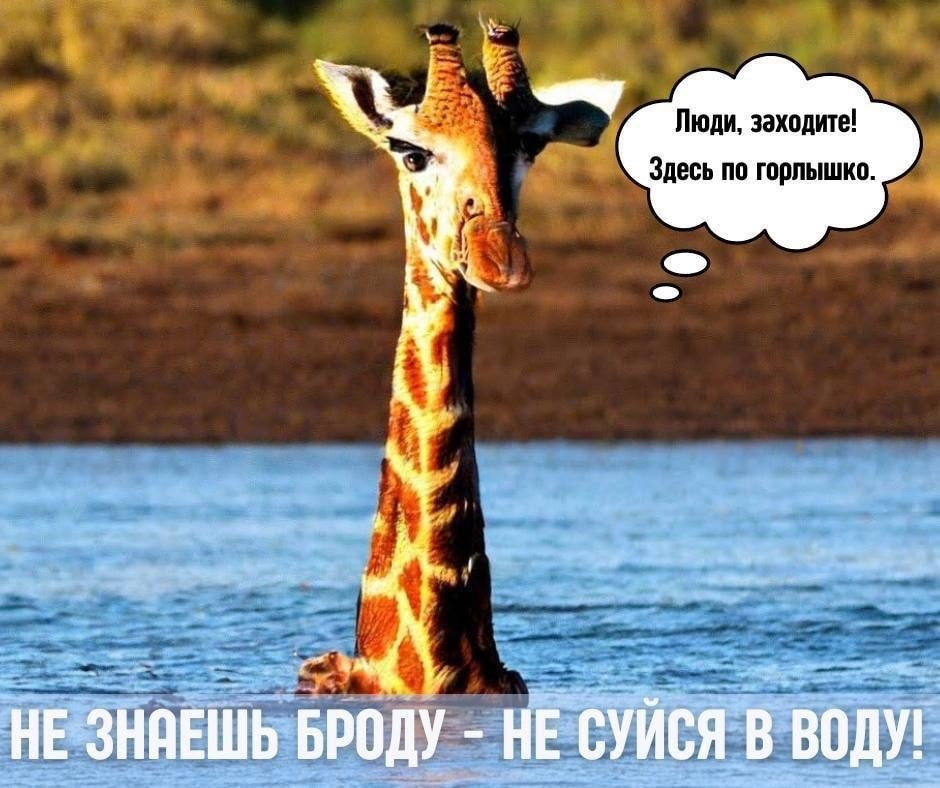 Люди, заходите!
Здесь по горлышко.
НЕ ЗНАЕШЬ БРОДУ - НЕ СУЙСЯ В ВОДУ!